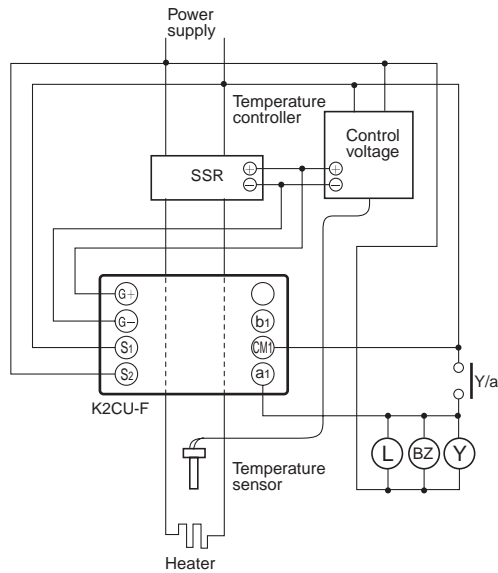 Power
supply
Temperature
controller
Control
voltage
SSR
+
−
+
−
G+
G−
S1
S2
b1
CM1
a1
Y/a
K2CU-F
L
BZ
Y
Temperature
sensor
Heater